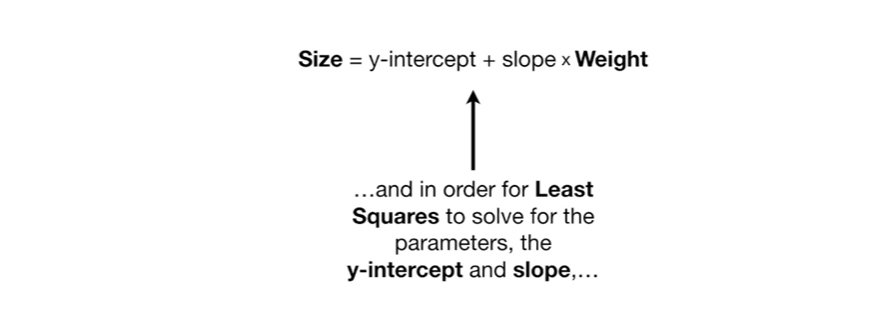 Size = y-intercept + slope x Weight
…and in order for Least
Squares to solve for the
parameters, the
y-intercept and slope,…